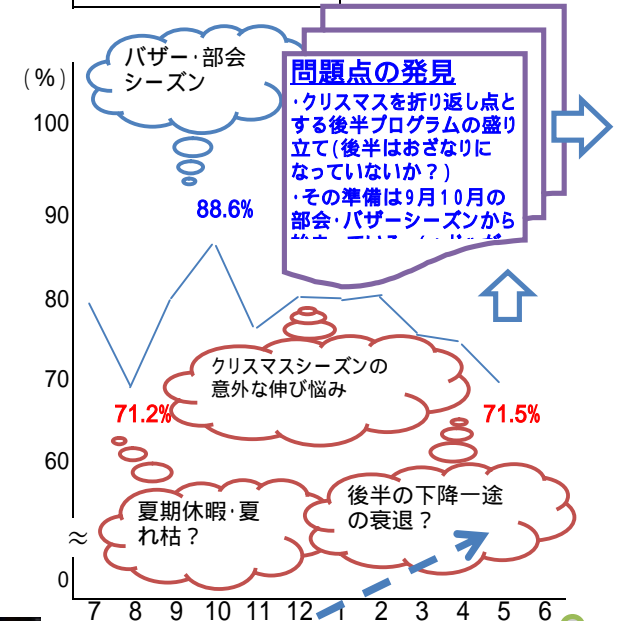 バザー・部会
シーズン
(%)
問題点の発見
・クリスマスを折り返し点と
する後半プログラムの盛り
立て(後半はおざなりに
なっていないか？)
・その準備は9月10月の
部会・バザーシーズンから
100
90
88.6%
80
クリスマスシーズンの
意外な伸び悩み
70
71.2%
71.5%
60
夏期休暇・夏
れ枯？
後半の下降一途
の衰退？
≈
0
7 8 9 10 11 12 1 2 3 4 5 6